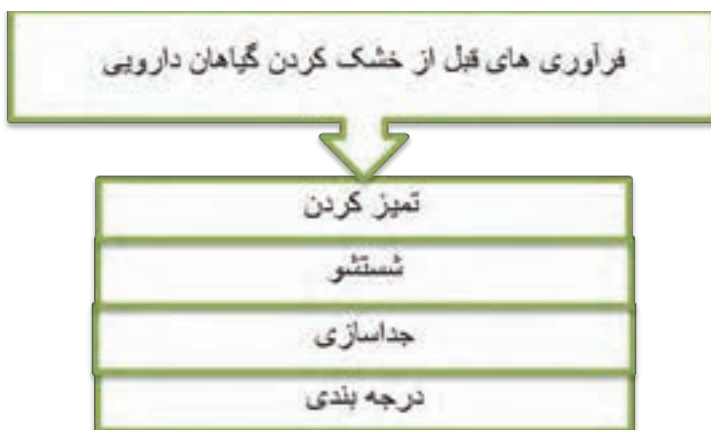 فرآوری های قبل از خشک کردن گیاهان دارویی
تمیز کردن
شستشو
جداسازی
درجه بندی